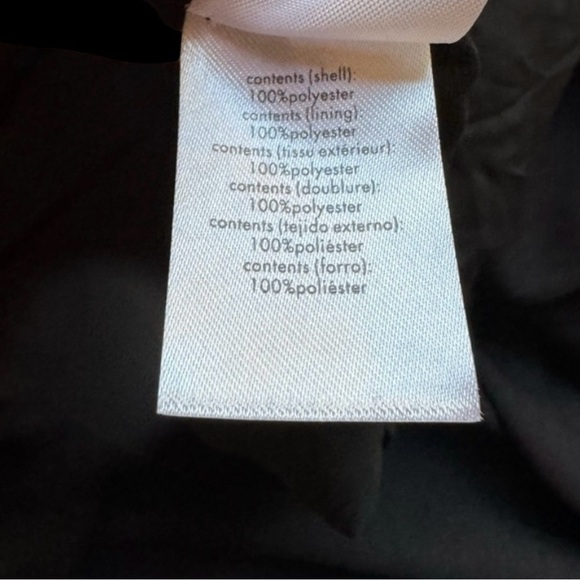 contents (shell):
100%polyester
contents (lining):
100%polyester
contents (tissu extérieur):
100%polyester
contents (doublure):
100%polyester
contents (tejido externo):
100%poliéster
contents (forro):
100%poliéster